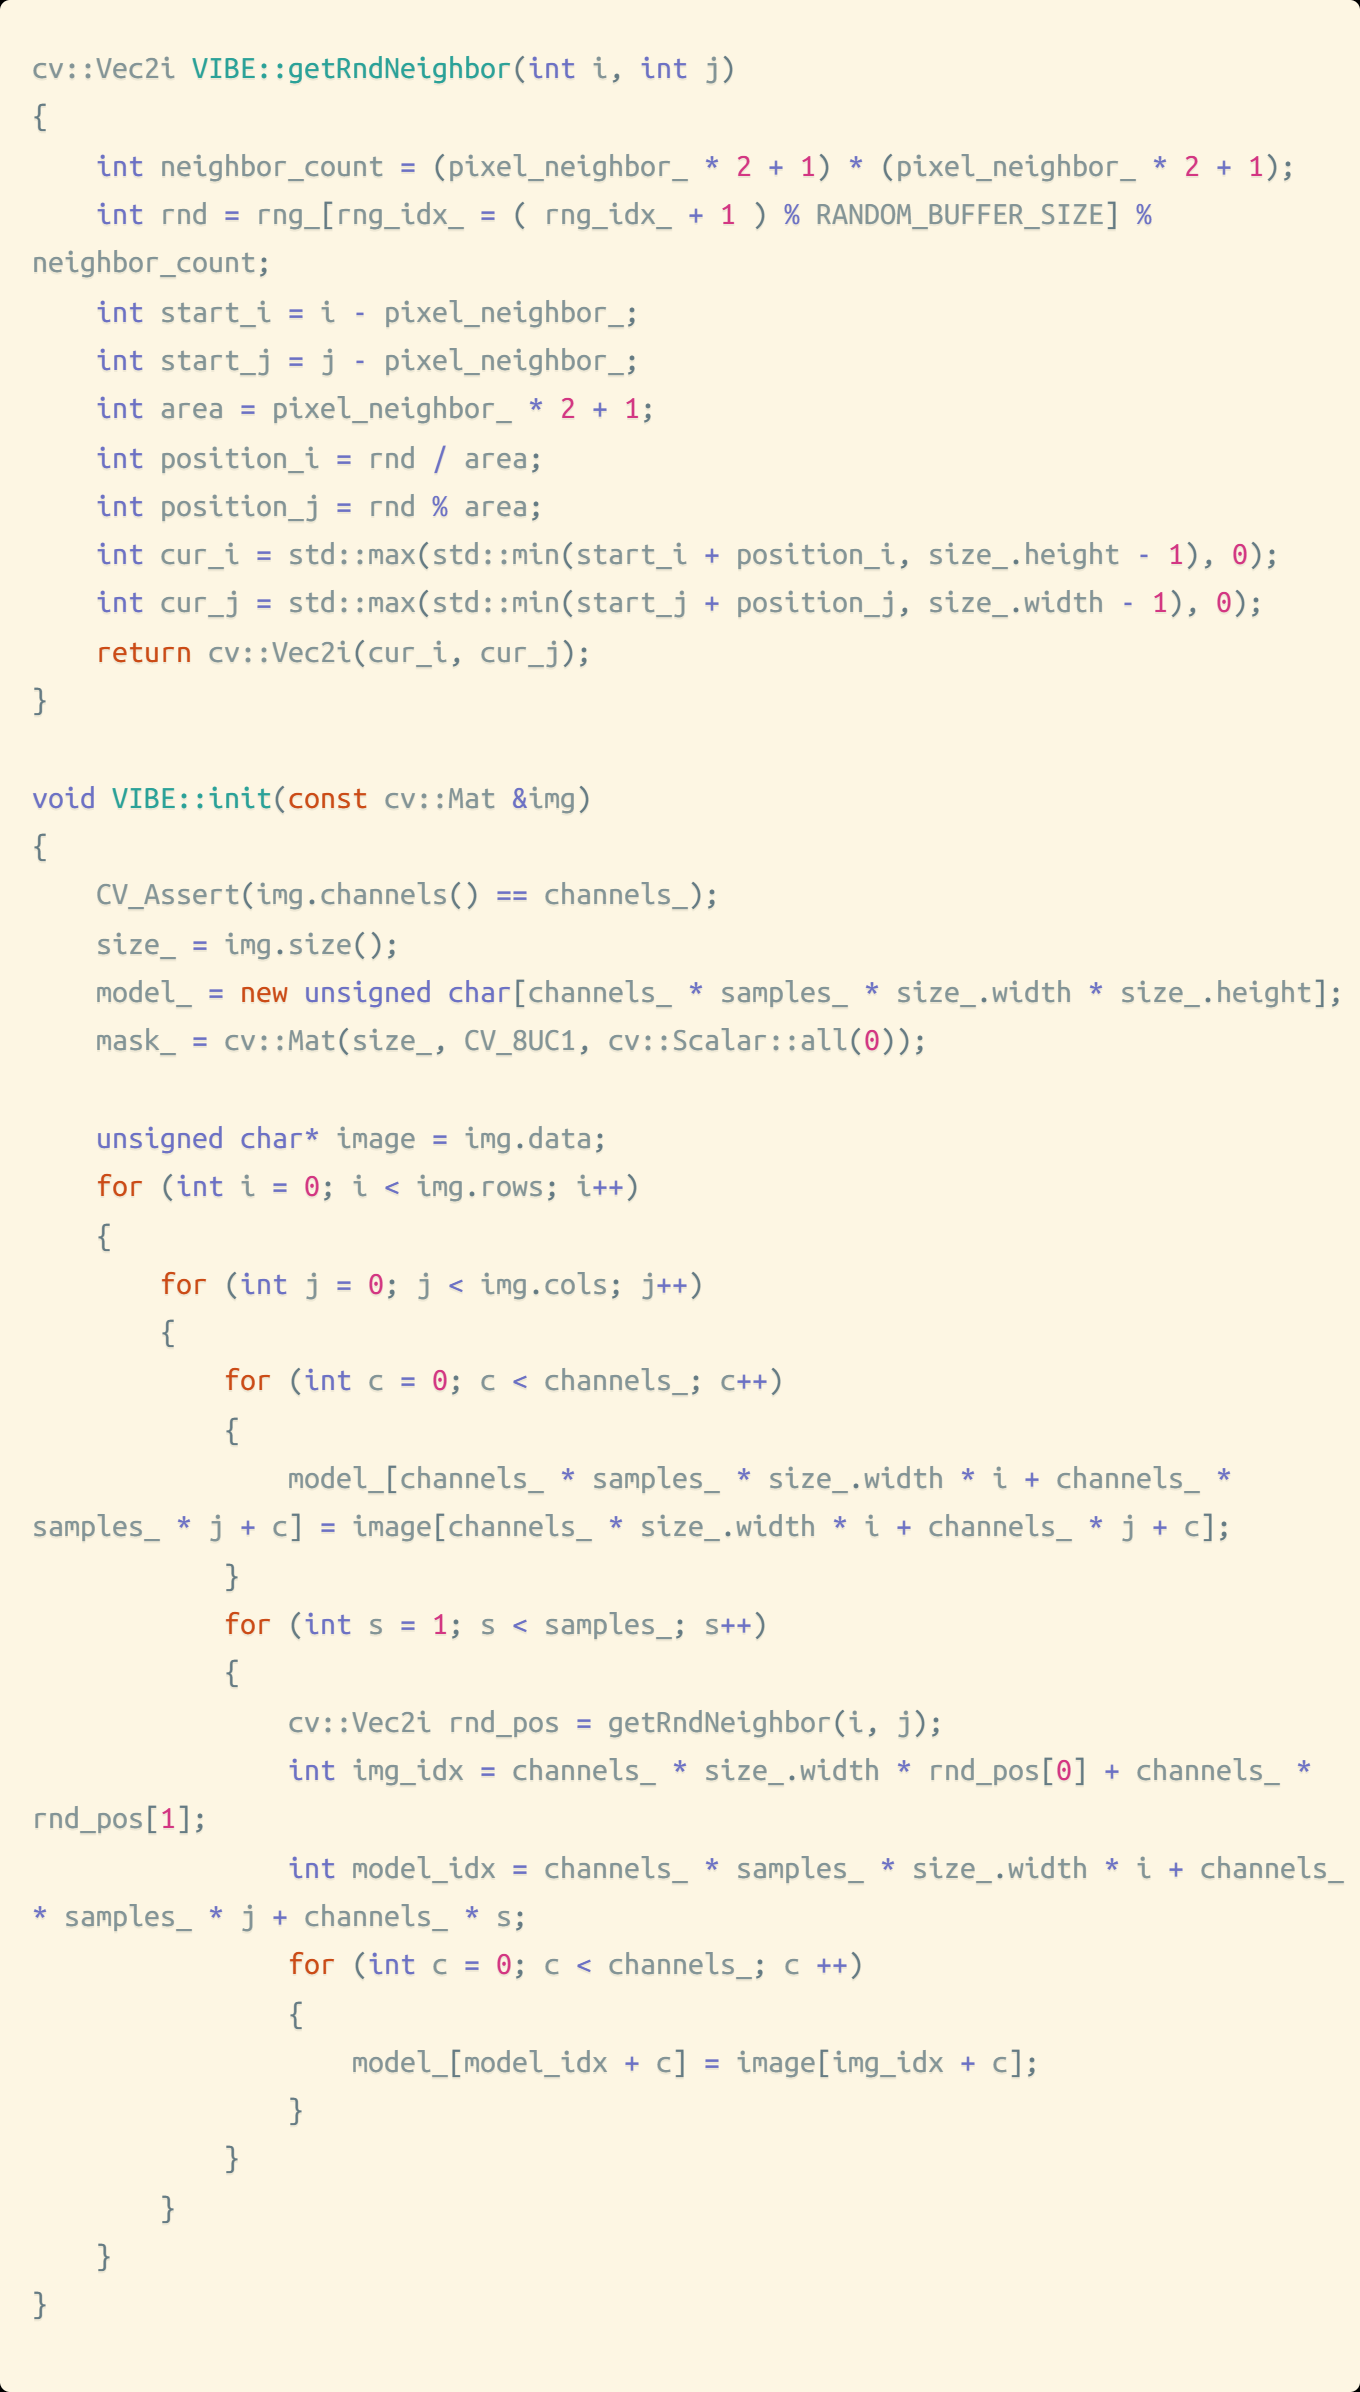 cv::Vec2i VIBE::getRndNeighbor(int i, int j)
{
    int neighbor_count = (pixel_neighbor_ * 2 + 1) * (pixel_neighbor_ * 2 + 1);
    int rnd = rng_[rng_idx_ = ( rng_idx_ + 1 ) % RANDOM_BUFFER_SIZE] %
neighbor_count;
    int start_i = i - pixel_neighbor_;
    int start_j = j - pixel_neighbor_;
    int area = pixel_neighbor_ * 2 + 1;
    int position_i = rnd / area;
    int position_j = rnd % area;
    int cur_i = std::max(std::min(start_i + position_i, size_.height - 1), 0);
    int cur_j = std::max(std::min(start_j + position_j, size_.width - 1), 0);
    return cv::Vec2i(cur_i, cur_j);
}

void VIBE::init(const cv::Mat &img)
{
    CV_Assert(img.channels() == channels_);
    size_ = img.size();
    model_ = new unsigned char[channels_ * samples_ * size_.width * size_.height];
    mask_ = cv::Mat(size_, CV_8UC1, cv::Scalar::all(0));

    unsigned char* image = img.data;
    for (int i = 0; i < img.rows; i++)
    {
        for (int j = 0; j < img.cols; j++)
        {
            for (int c = 0; c < channels_; c++)
            {
                model_[channels_ * samples_ * size_.width * i + channels_ *
samples_ * j + c] = image[channels_ * size_.width * i + channels_ * j + c];
            }
            for (int s = 1; s < samples_; s++)
            {
                cv::Vec2i rnd_pos = getRndNeighbor(i, j);
                int img_idx = channels_ * size_.width * rnd_pos[0] + channels_ *
rnd_pos[1];
                int model_idx = channels_ * samples_ * size_.width * i + channels_
* samples_ * j + channels_ * s;
                for (int c = 0; c < channels_; c ++)
                {
                    model_[model_idx + c] = image[img_idx + c];
                }
            }
        }
    }
}